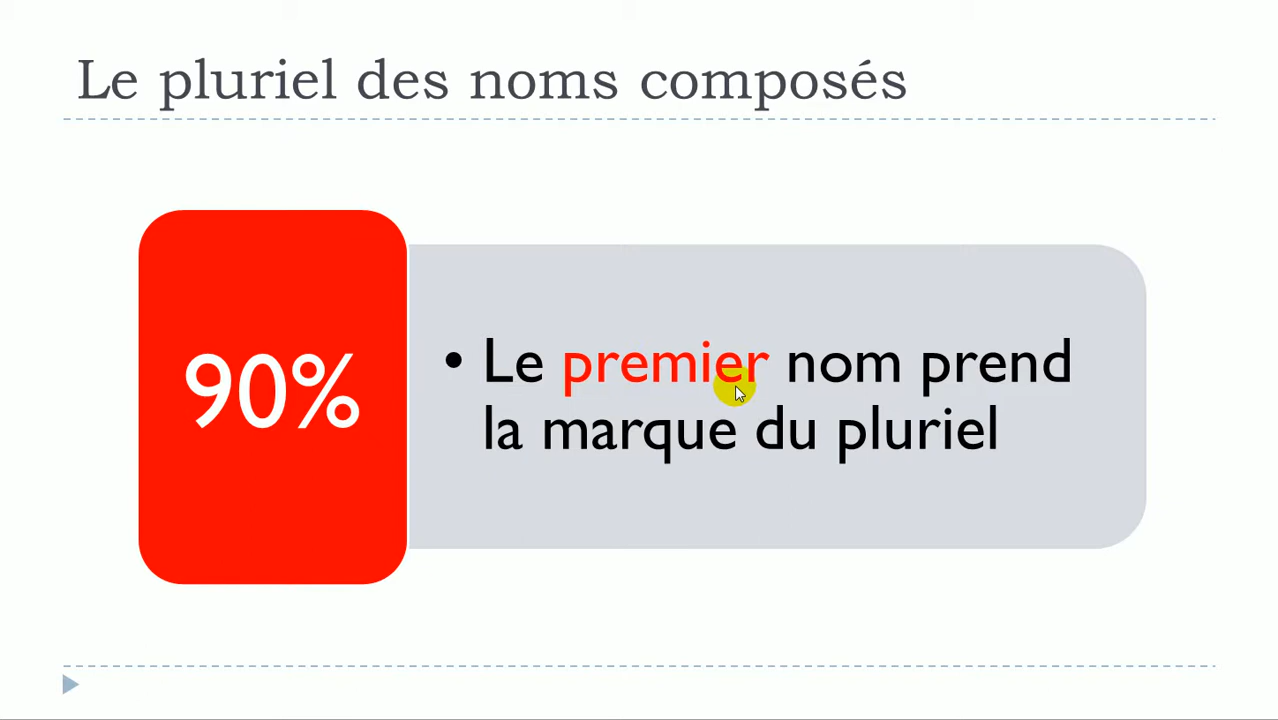 Le pluriel des noms composés
90%
• Le premier nom prend
la marque du pluriel